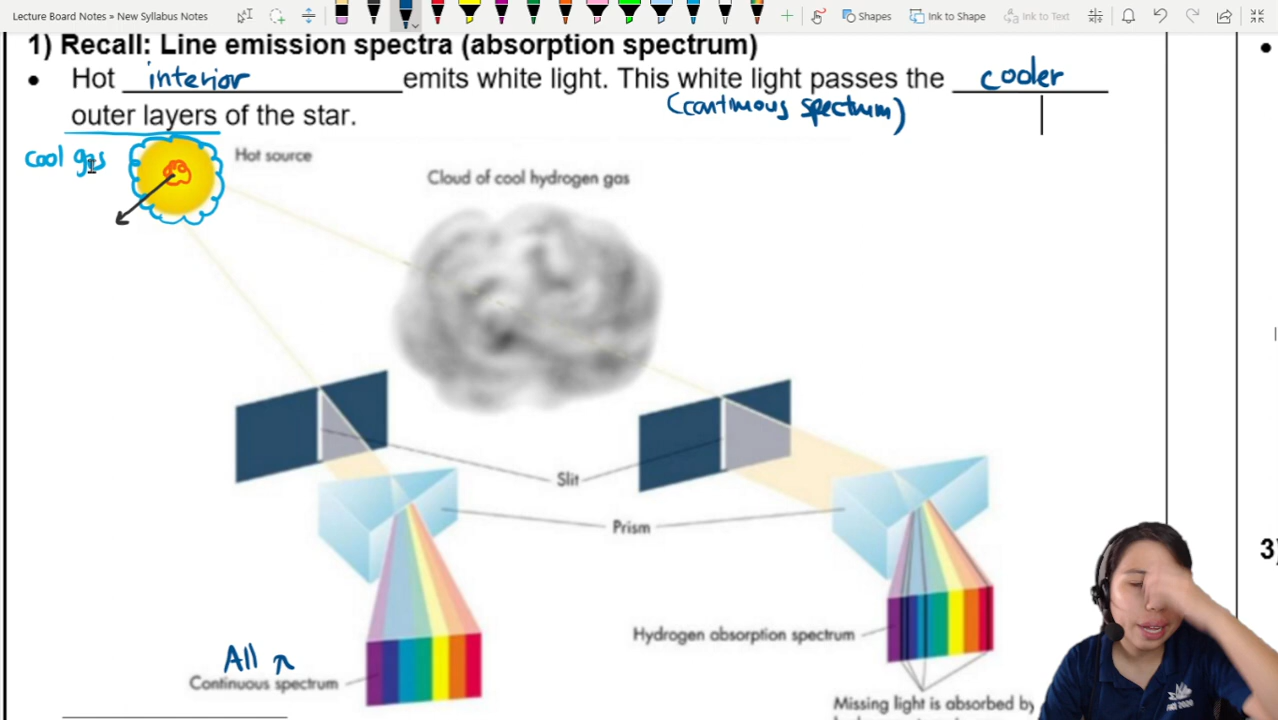 Lecture Board Notes » New Syllabus Notes
Shapes
Ink to Shape
Ink to Text
1) Recall: Line emission spectra (absorption spectrum)
• Hot interior emits white light. This white light passes the cooler
(continuous spectrum)
outer layers of the star.
cool gas
Hot source
Cloud of cool hydrogen gas
Slit
Prism
3)
Hydrogen absorption spectrum
All
Continuous spectrum
Missing light is absorbed by